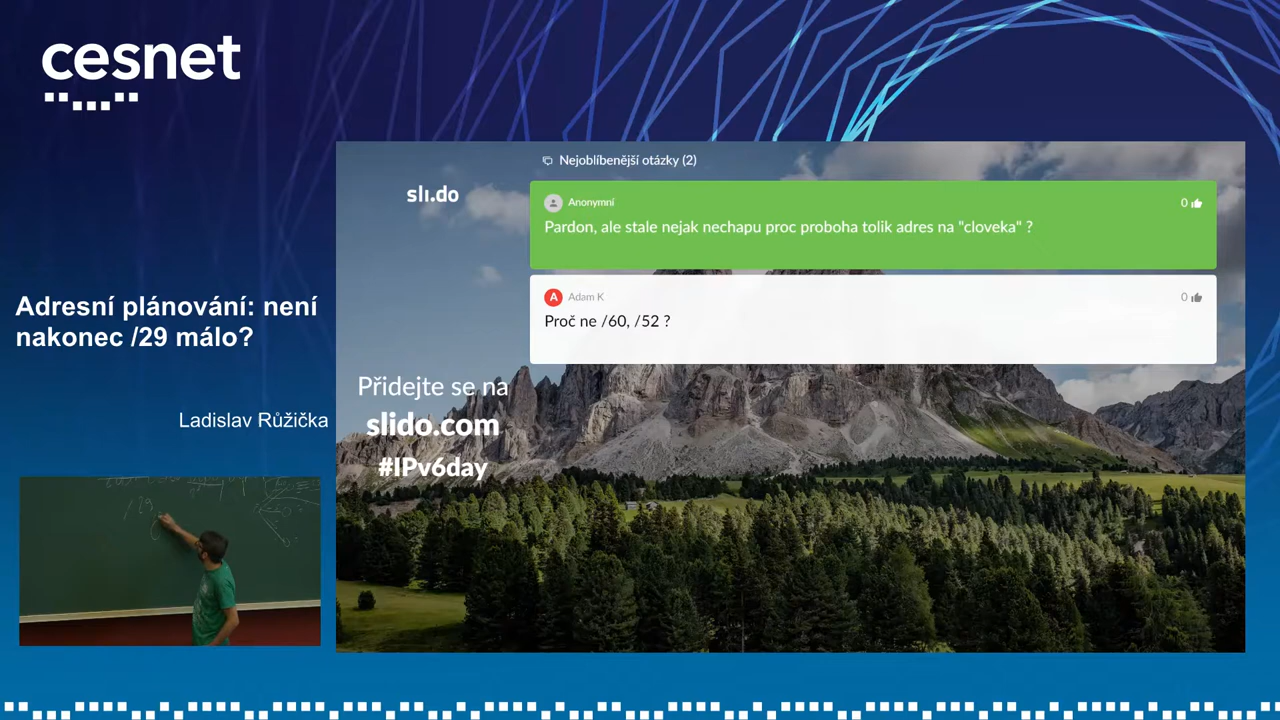 cesnet
Adresní plánování: není
nakonec /29 málo?
Ladislav Růžička
sli.do
Přidejte se na
slido.com
#IPv6day
Nejoblíbenější otázky (2)
Anonymní
0
Pardon, ale stale nejak nechapu proc proboha tolik adres na "cloveka" ?
A Adam K
0
Proč ne /60, /52 ?
/29